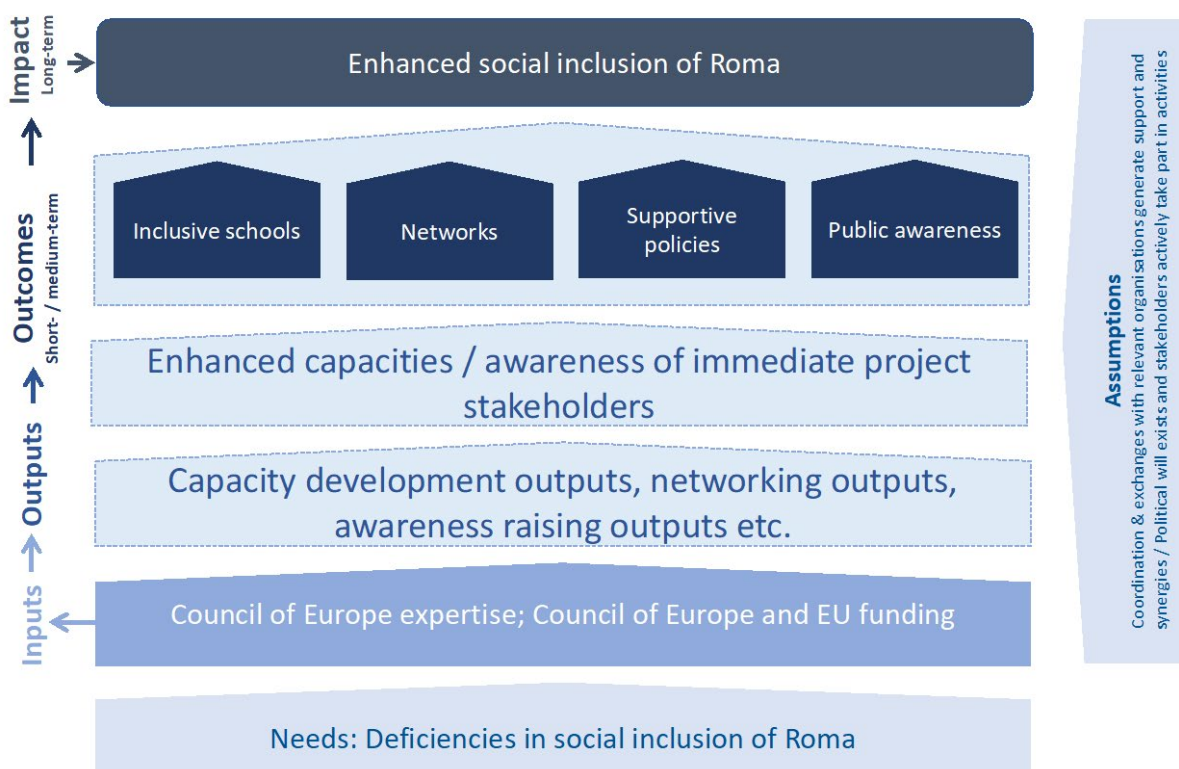 Impact
Long-term
Enhanced social inclusion of Roma
Outcomes
Short- / medium-term
Inclusive schools
Networks
Supportive
policies
Public awareness
Enhanced capacities / awareness of immediate project
stakeholders
Outputs
Capacity development outputs, networking outputs,
awareness raising outputs etc.
Inputs
Council of Europe expertise; Council of Europe and EU funding
Needs: Deficiencies in social inclusion of Roma
Assumptions
Coordination & exchanges with relevant organisations generate support and
synergies / Political will exists and stakeholders actively take part in activities